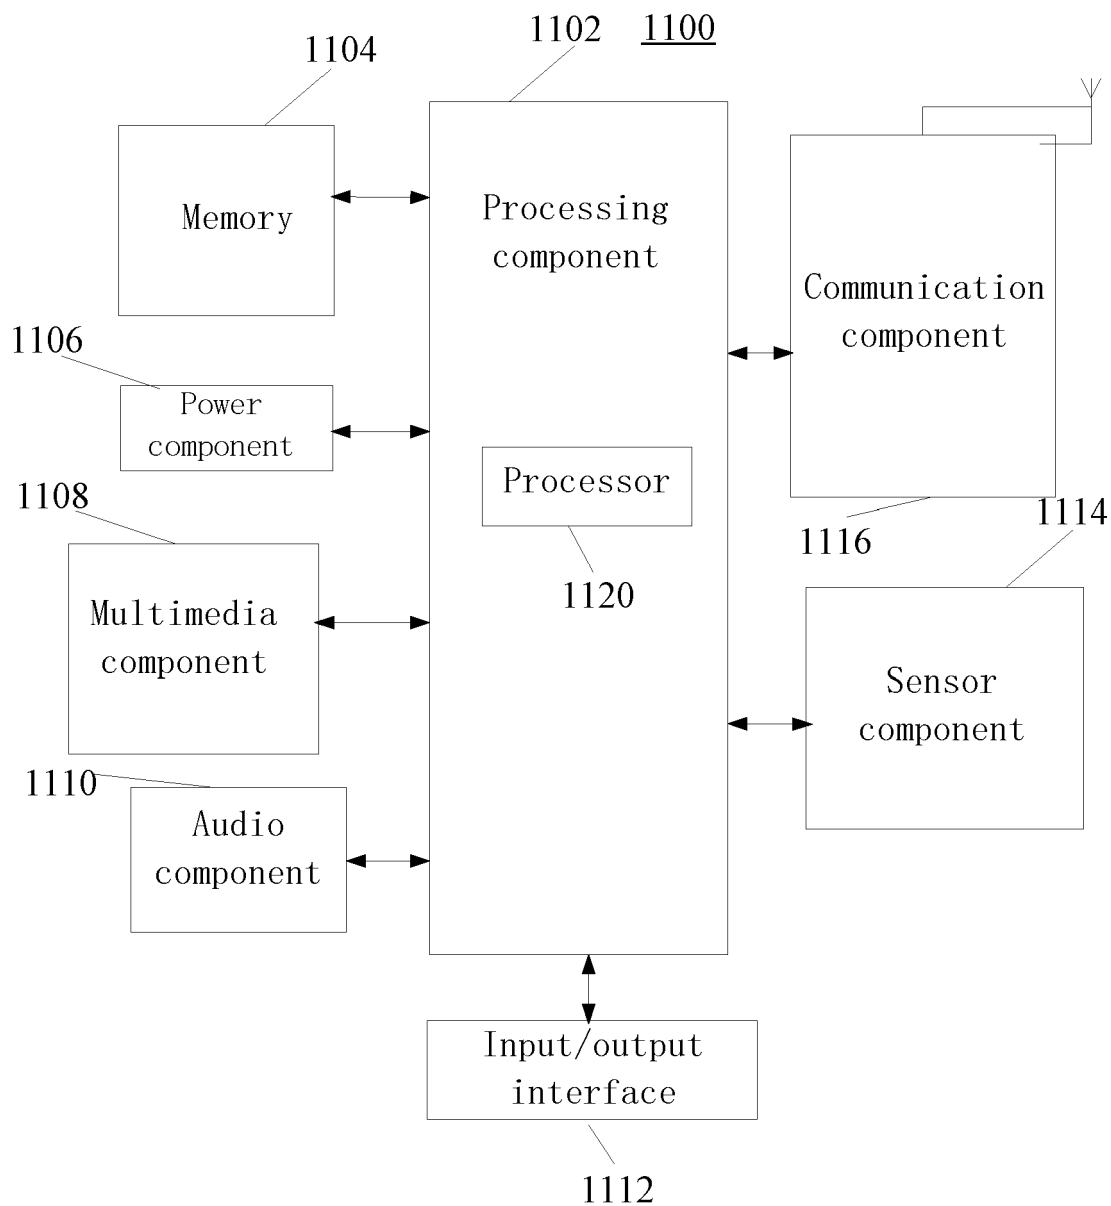 1102
1100
1104
Memory
Processing
component
Communication
component
1106
Power
component
Processor
1108
1116
1114
1120
Multimedia
component
Sensor
component
1110
Audio
component
Input/output
interface
1112